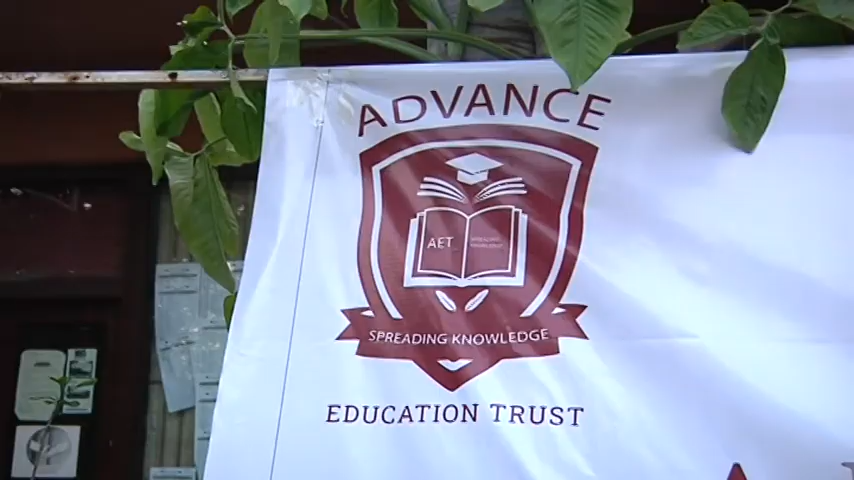 ADVANCE
AET
SPREADING KNOWLEDGE
EDUCATION TRUST